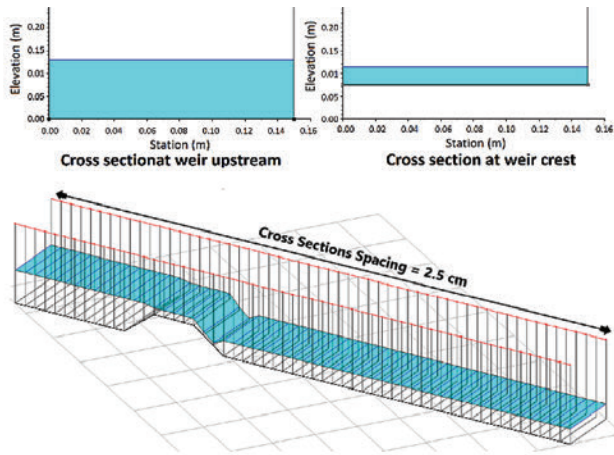 Elevation (m)
0.20
0.15
0.01
0.05
0.00
0.00 0.02 0.04 0.06 0.08 0.10 0.12 0.14 0.16
Station (m)
Cross sectionat weir upstream
Elevation (m)
0.20
0.15
0.01
0.05
0.00
0.00 0.02 0.04 0.06 0.08 0.10 0.12 0.14 0.16
Station (m)
Cross section at weir crest
Cross Sections Spacing = 2.5 cm